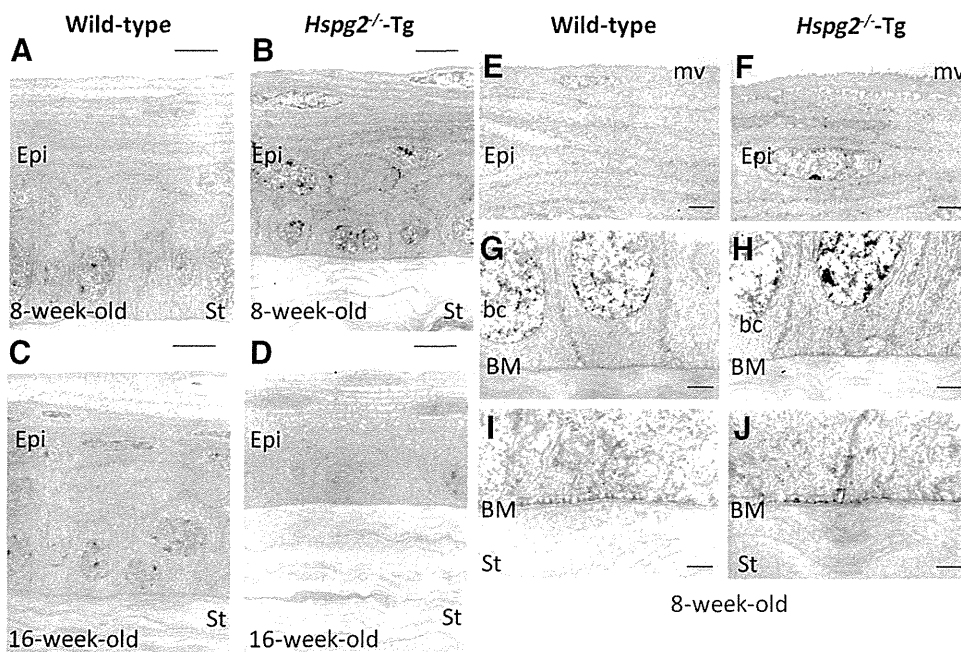 Wild-type
Hspg2-/--Tg
Wild-type
Hspg2-/--Tg
A
Epi
8-week-old
St
B
Epi
8-week-old
St
C
Epi
16-week-old
St
D
Epi
16-week-old
St
E
mv
Epi
F
mv
Epi
G
bc
BM
H
bc
BM
I
BM
St
J
BM
St
8-week-old